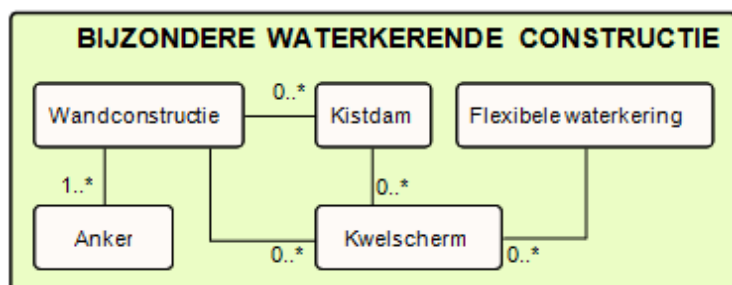 BIJZONDERE WATERKERENDE CONSTRUCTIE
0..*
Wandconstructie
Kistdam
Flexibele waterkering
1..*
0..*
Anker
Kwelscherm
0..*
0..*